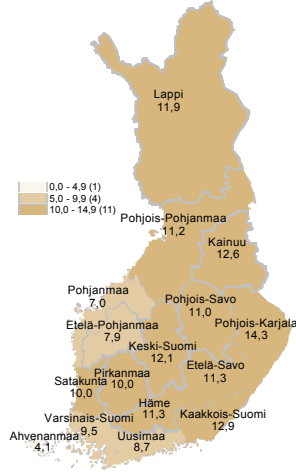 Lappi
11,9
0,0 - 4,9 (1)
5,0 - 9,9 (4)
10,0 - 14,9 (11)
Pohjois-Pohjanmaa
11,2
Kainuu
12,6
Pohjanmaa
7,0
Pohjois-Savo
11,0
Pohjois-Karjala
14,3
Etelä-Pohjanmaa
7,9
Keski-Suomi
12,1
Etelä-Savo
11,3
Pirkanmaa
10,0
Satakunta
10,0
Häme
11,3
Kaakkois-Suomi
12,9
Varsinais-Suomi
9,5
Ahvenanmaa
4,1
Uusimaa
8,7